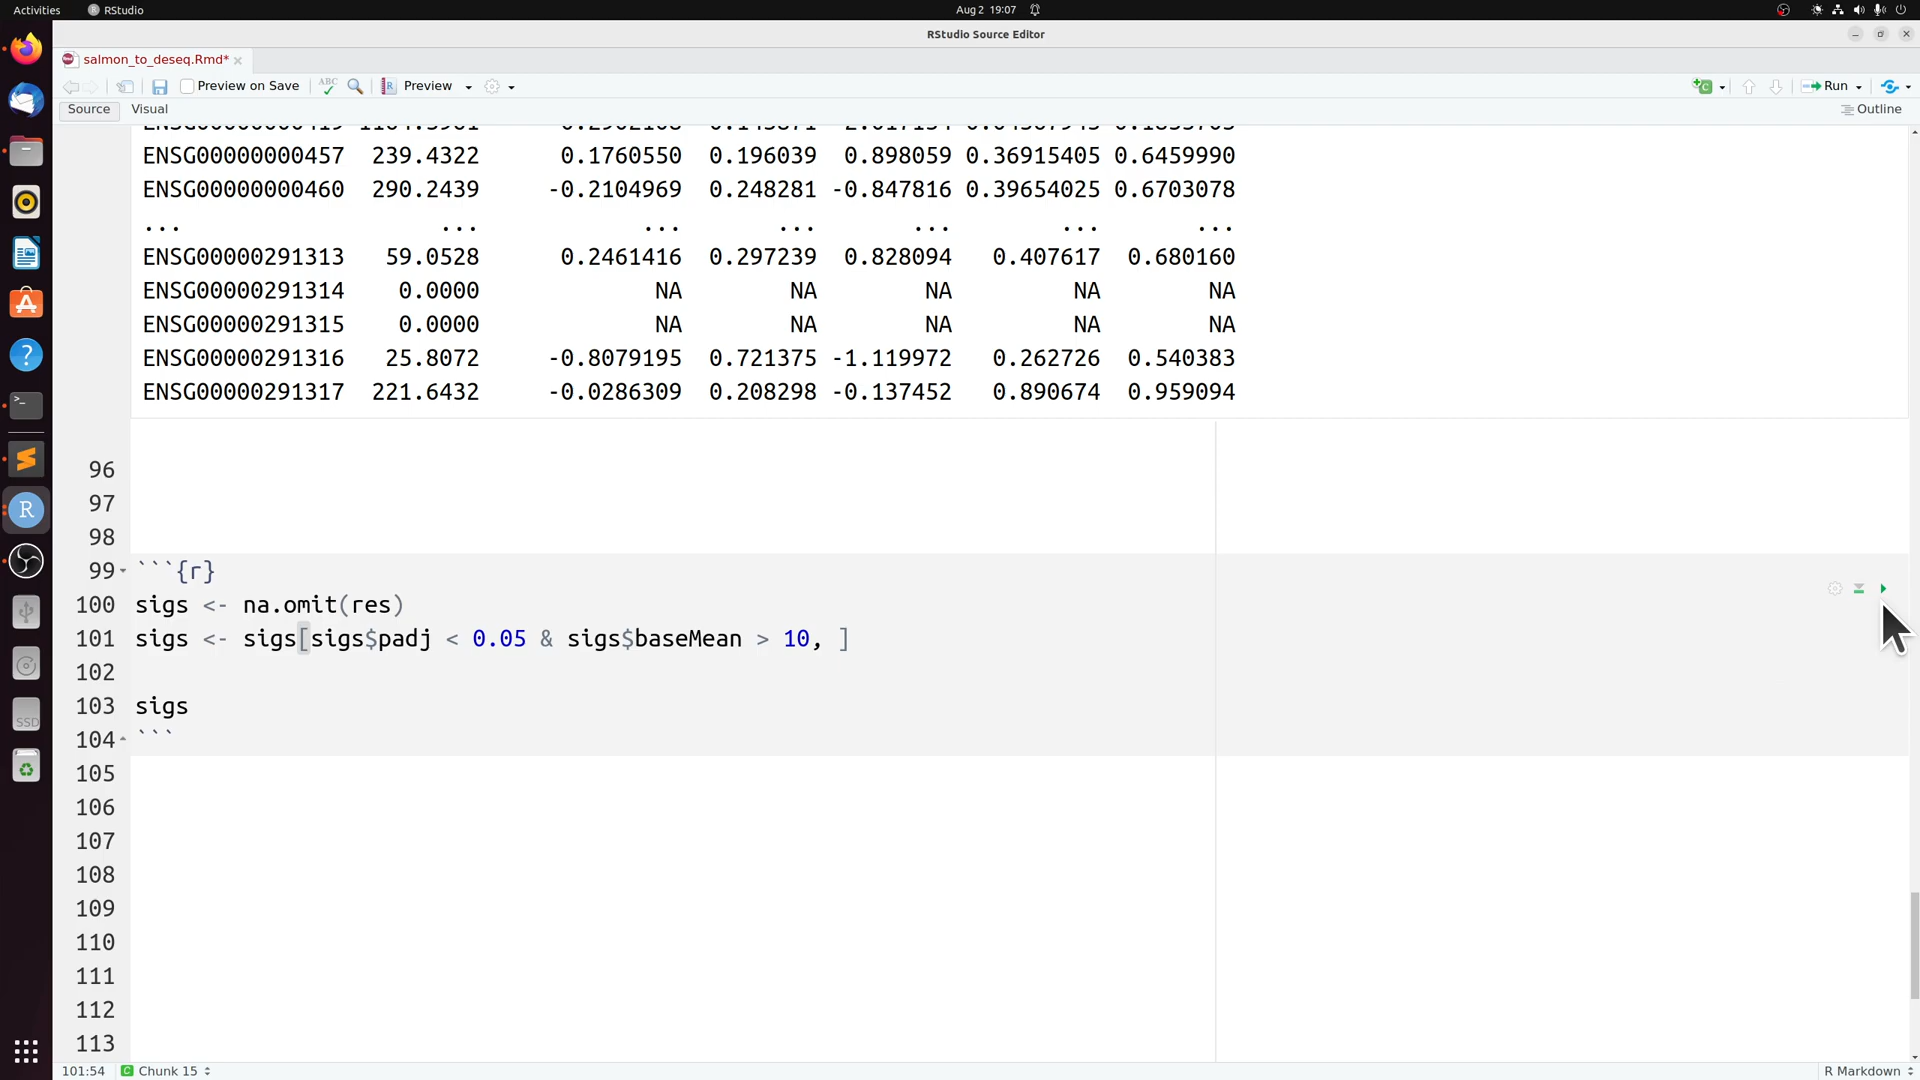 Activities RStudio Aug 2 19:07
RStudio Source Editor
salmon_to_deseq.Rmd*
Preview on Save ABC Preview Run
Source Visual Outline
ENSG00000000457 239.4322 0.1760550 0.196039 0.898059 0.36915405 0.6459990
ENSG00000000460 290.2439 -0.2104969 0.248281 -0.847816 0.39654025 0.6703078
... ... ... ... ... ... ...
ENSG00000291313 59.0528 0.2461416 0.297239 0.828094 0.407617 0.680160
ENSG00000291314 0.0000 NA NA NA NA NA
ENSG00000291315 0.0000 NA NA NA NA NA
ENSG00000291316 25.8072 -0.8079195 0.721375 -1.119972 0.262726 0.540383
ENSG00000291317 221.6432 -0.0286309 0.208298 -0.137452 0.890674 0.959094
96
97
98
99 ```{r}
100 sigs <- na.omit(res)
101 sigs <- sigs[sigs$padj < 0.05 & sigs$baseMean > 10, ]
102
103 sigs
104 ```
105
106
107
108
109
110
111
112
113
SSD
101:54 C Chunk 15 R Markdown